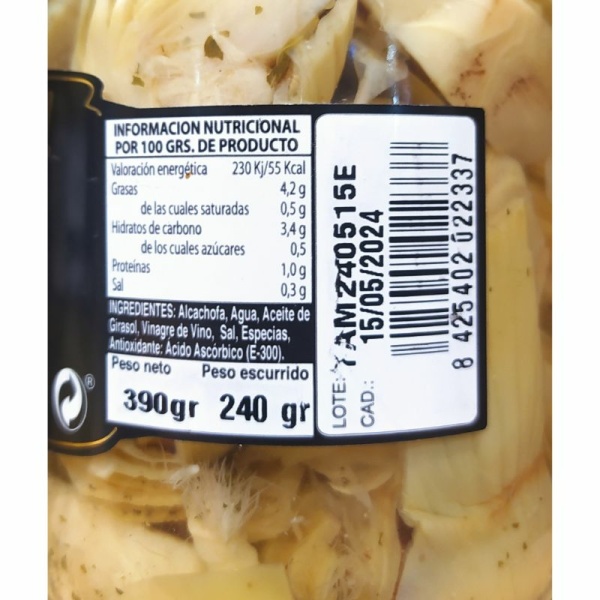 INFORMACION NUTRICIONAL
POR 100 GRS. DE PRODUCTO
Valoración energética 230 Kj/55 Kcal
Grasas 4,2 g
de las cuales saturadas 0,5 g
Hidratos de carbono 3,4 g
de los cuales azúcares 0,5
Proteinas 1,0 g
Sal 0,3 g
INGREDIENTES: Alcachofa, Agua, Aceite de
Girasol, Vinagre de Vino, Sal, Especias,
Antioxidante: Acido Ascórbico (E-300).
Peso neto Peso escurrido
390gr 240 gr
®
LOTE: YAM240515E
CAD.: 15/05/2024
8 425402 022337